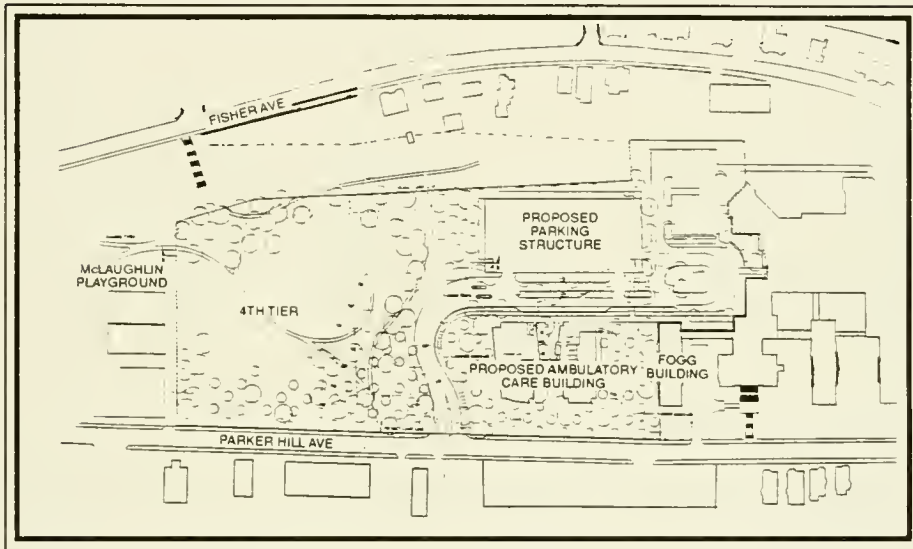 FISHER AVE
PROPOSED
PARKING
STRUCTURE
McLAUGHLIN
PLAYGROUND
4TH TIER
PROPOSED AMBULATORY
CARE BUILDING
FOGG
BUILDING
PARKER HILL AVE